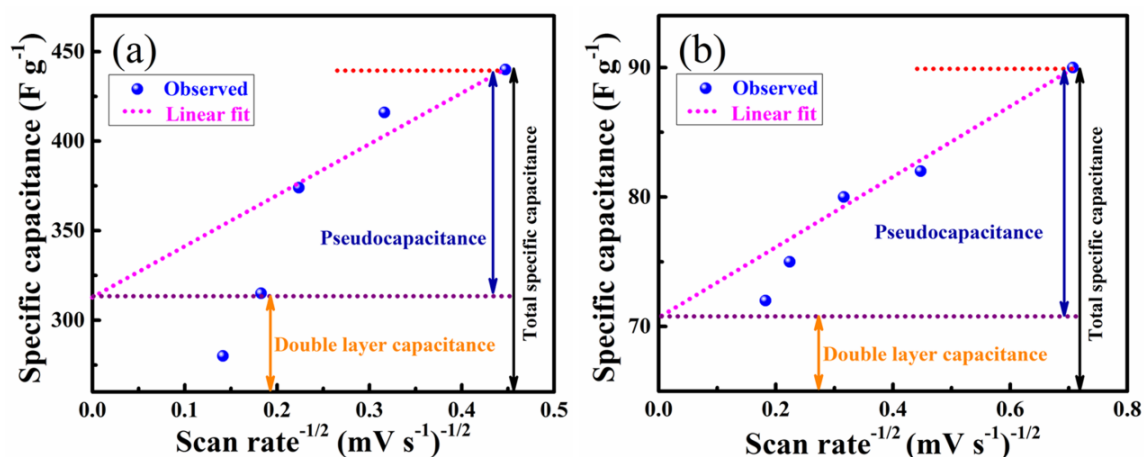 (a)
Observed
Linear fit
Pseudocapacitance
Double layer capacitance
Total specific capacitance
Specific capacitance (F g⁻¹)
450
400
350
300
0.0 0.1 0.2 0.3 0.4 0.5
Scan rate⁻¹/² (mV s⁻¹)⁻¹/²
(b)
Observed
Linear fit
Pseudocapacitance
Double layer capacitance
Total specific capacitance
Specific capacitance (F g⁻¹)
90
80
70
0.0 0.2 0.4 0.6 0.8
Scan rate⁻¹/² (mV s⁻¹)⁻¹/²